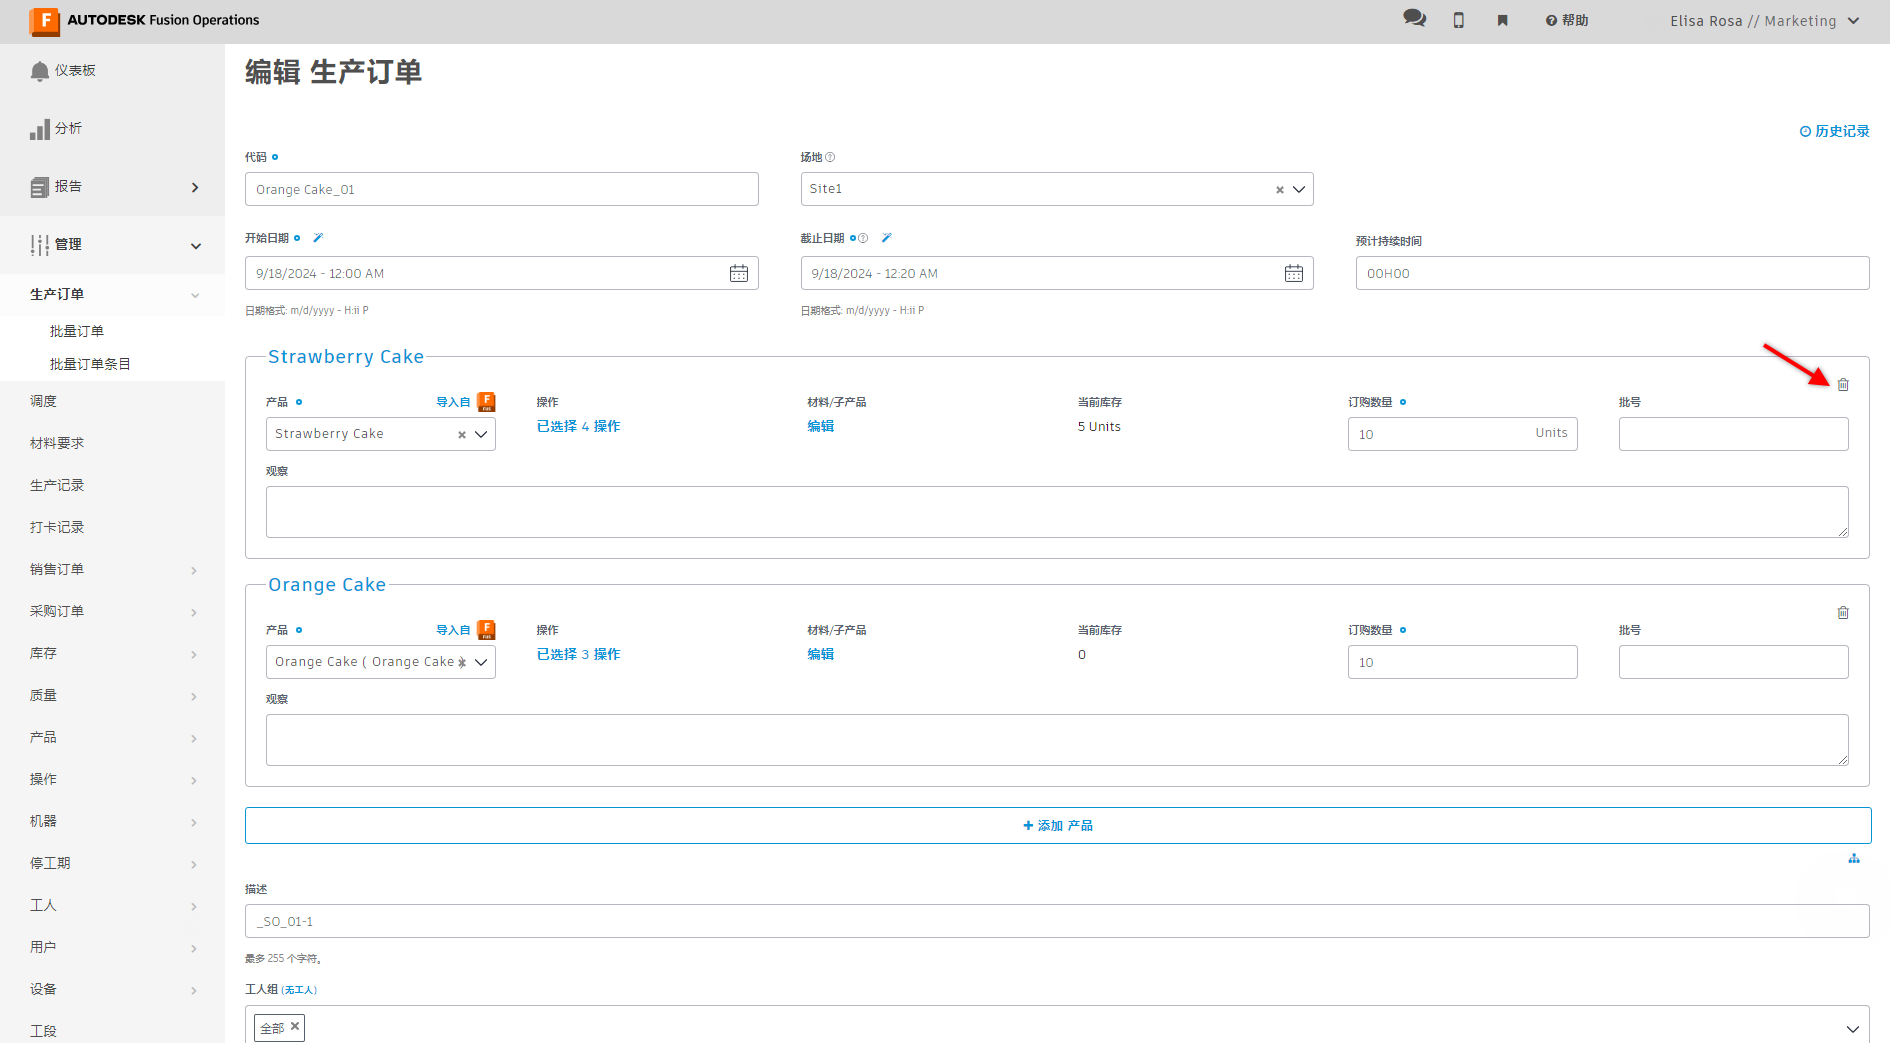 F AUTODESK Fusion Operations
帮助
Elisa Rosa // Marketing
仪表板
分析
报告
管理
生产订单
批量订单
批量订单条目
调度
材料要求
生产记录
打卡记录
销售订单
采购订单
库存
质量
产品
操作
机器
停工期
工人
用户
设备
工段
编辑 生产订单
历史记录
代码
Orange Cake_01
场地
Site1
开始日期
9/18/2024 - 12:00 AM
日期格式: m/d/yyyy - H:ii P
截止日期
9/18/2024 - 12:20 AM
日期格式: m/d/yyyy - H:ii P
预计持续时间
00H00
Strawberry Cake
产品
导入自
F
FUS
Strawberry Cake
操作
已选择 4 操作
材料/子产品
编辑
当前库存
5 Units
订购数量
10 Units
批号
观察
Orange Cake
产品
导入自
F
FUS
Orange Cake ( Orange Cake
操作
已选择 3 操作
材料/子产品
编辑
当前库存
0
订购数量
10
批号
观察
+ 添加 产品
描述
_SO_01-1
最多 255 个字符。
工人组 (无工人)
全部